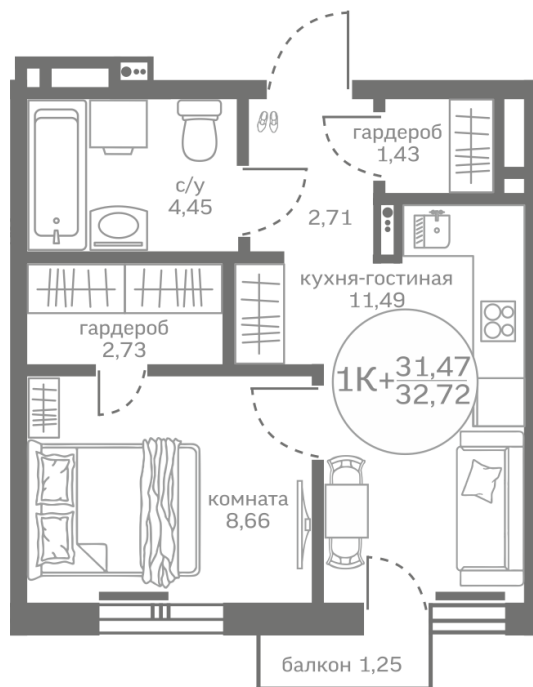 гардероб
1,43
с/у
4,45
2,71
кухня-гостиная
11,49
гардероб
2,73
1К+ 31,47
32,72
комната
8,66
балкон 1,25